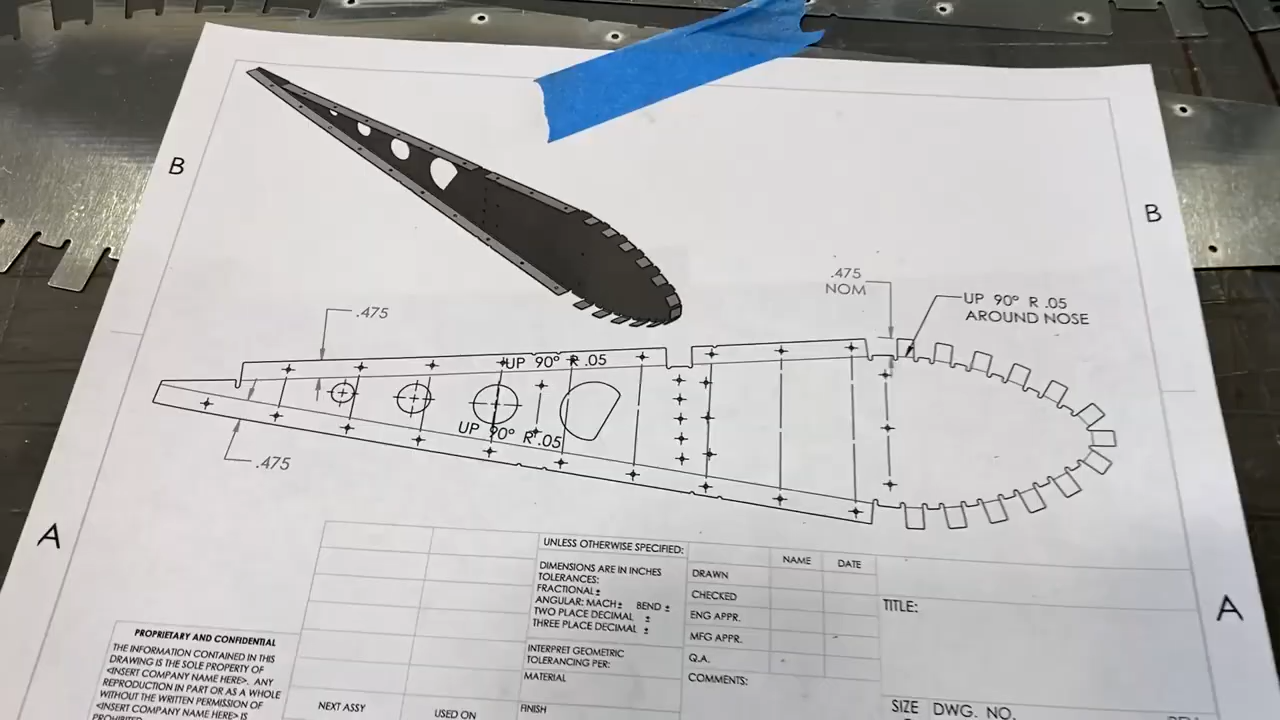 B
B
.475
NOM
UP 90° R .05
AROUND NOSE
.475
UP 90° R .05
UP 90° R .05
.475
A
A
UNLESS OTHERWISE SPECIFIED:
DIMENSIONS ARE IN INCHES
TOLERANCES:
FRACTIONAL±
ANGULAR: MACH± BEND ±
TWO PLACE DECIMAL ±
THREE PLACE DECIMAL ±
INTERPRET GEOMETRIC
TOLERANCING PER:
MATERIAL
FINISH
NAME DATE
DRAWN
CHECKED
ENG APPR.
MFG APPR.
Q.A.
COMMENTS:
TITLE:
SIZE DWG. NO.
PROPRIETARY AND CONFIDENTIAL
THE INFORMATION CONTAINED IN THIS
DRAWING IS THE SOLE PROPERTY OF
<INSERT COMPANY NAME HERE>. ANY
REPRODUCTION IN PART OR AS A WHOLE
WITHOUT THE WRITTEN PERMISSION OF
<INSERT COMPANY NAME HERE> IS
NEXT ASSY
USED ON